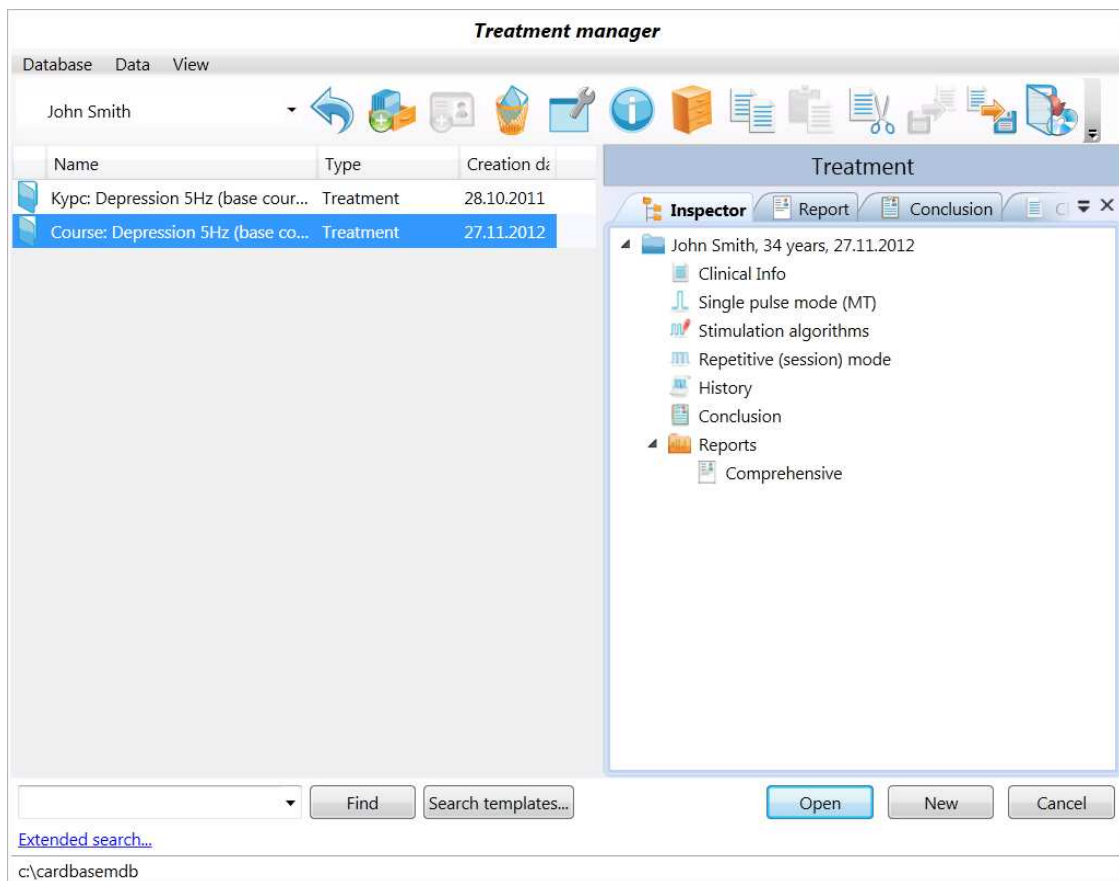 Treatment manager
Database Data View
John Smith
Name Type Creation da
Treatment
Курс: Depression 5Hz (base cour... Treatment 28.10.2011
Inspector Report Conclusion C
Course: Depression 5Hz (base co... Treatment 27.11.2012
John Smith, 34 years, 27.11.2012
Clinical Info
Single pulse mode (MT)
Stimulation algorithms
Repetitive (session) mode
History
Conclusion
Reports
Comprehensive
Find Search templates... Open New Cancel
Extended search...
c:\cardbasemdb